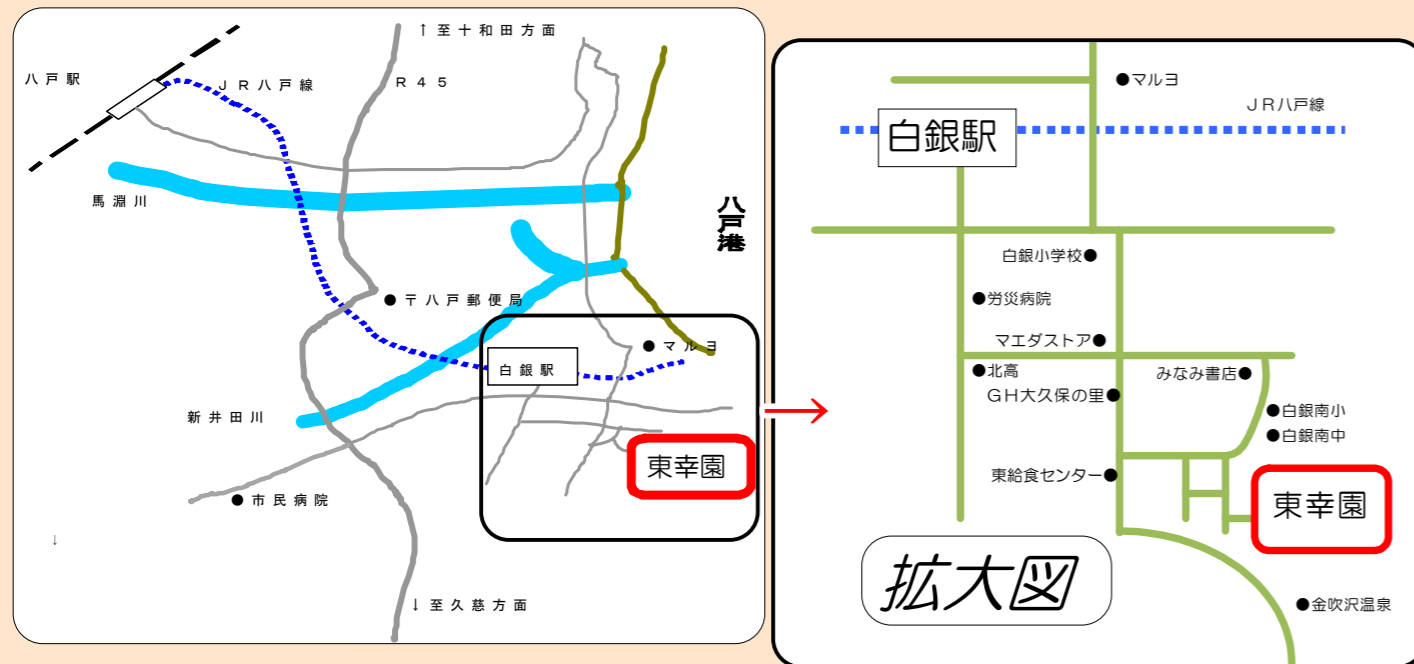 ↑至十和田方面
八戸駅
JR八戸線
R45
馬淵川
八戸港
〒八戸郵便局
マルヨ
白銀駅
新井田川
東幸園
市民病院
↓
↓至久慈方面
マルヨ
JR八戸線
白銀駅
白銀小学校
労災病院
マエダストア
北高
みなみ書店
GH大久保の里
白銀南小
白銀南中
東給食センター
東幸園
拡大図
金吹沢温泉